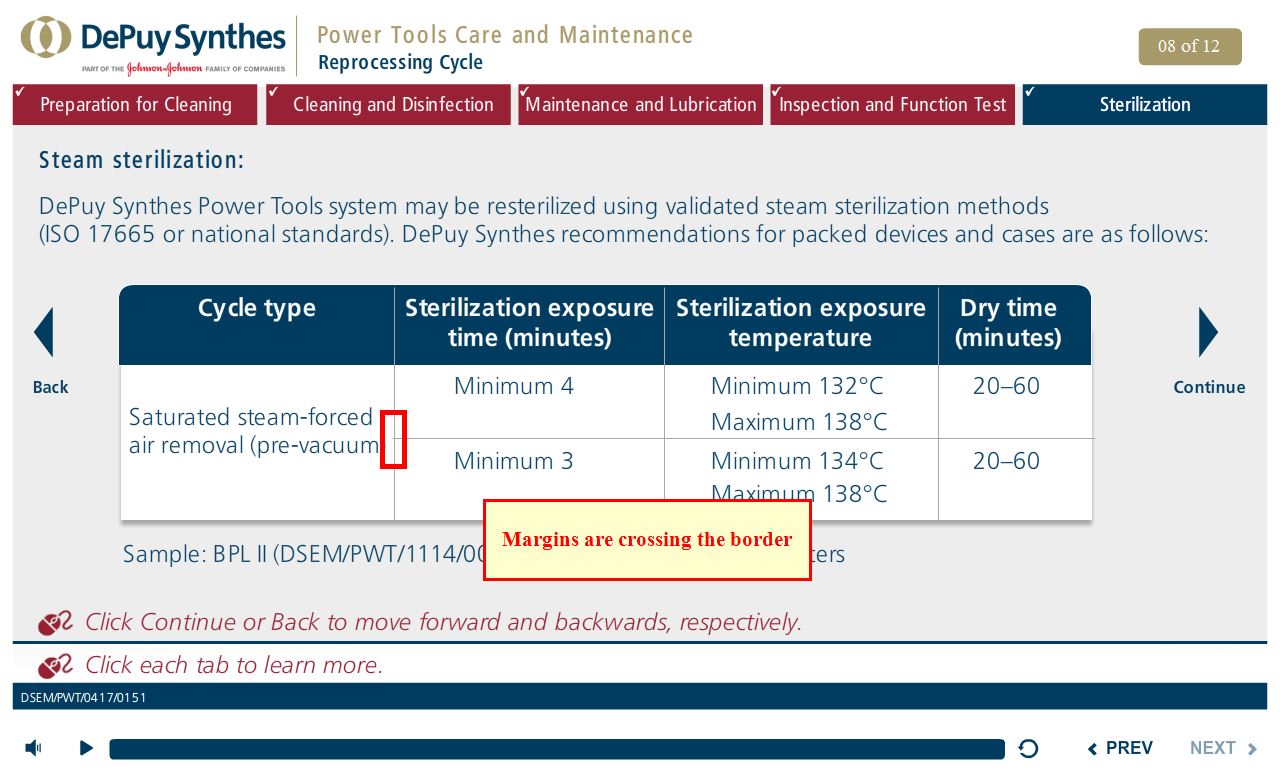 DePuy Synthes
PART OF THE Johnson & Johnson FAMILY OF COMPANIES
Power Tools Care and Maintenance
Reprocessing Cycle
08 of 12
Preparation for Cleaning
Cleaning and Disinfection
Maintenance and Lubrication
Inspection and Function Test
Sterilization
Steam sterilization:
DePuy Synthes Power Tools system may be resterilized using validated steam sterilization methods
(ISO 17665 or national standards). DePuy Synthes recommendations for packed devices and cases are as follows:
Cycle type
Sterilization exposure
time (minutes)
Sterilization exposure
temperature
Dry time
(minutes)
Saturated steam-forced
air removal (pre-vacuum)
Minimum 4
Minimum 132°C
Maximum 138°C
20–60
Minimum 3
Minimum 134°C
Maximum 138°C
20–60
Margins are crossing the border
Sample: BPL II
Back
Continue
Click Continue or Back to move forward and backwards, respectively.
Click each tab to learn more.
DSEM/PWT/0417/0151
PREV
NEXT